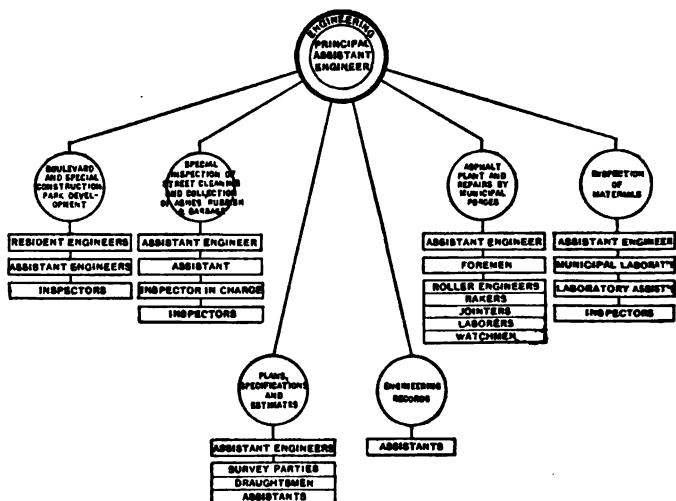 ENGINEERING
PRINCIPAL
ASSISTANT
ENGINEER
BOULEVARD
AND SPECIAL
CONSTRUCTION
PARK DEVEL-
OPMENT
RESIDENT ENGINEERS
ASSISTANT ENGINEERS
INSPECTORS
SPECIAL
INSPECTION OF
STREET CLEANING
AND COLLECTION
OF ASHES RUBBISH
& GARBAGE
ASSISTANT ENGINEER
ASSISTANT
INSPECTOR IN CHARGE
INSPECTORS
ASPHALT
PLANT AND
REPAIRS BY
MUNICIPAL
FORCES
ASSISTANT ENGINEER
FOREMEN
ROLLER ENGINEERS
RAKERS
JOINTERS
LABORERS
WATCHMEN
INSPECTION
OF
MATERIALS
ASSISTANT ENGINEER
MUNICIPAL LABORATY
LABORATORY ASSISTS
INSPECTORS
PLANS,
SPECIFICATIONS
AND
ESTIMATES
ASSISTANT ENGINEERS
SURVEY PARTIES
DRAUGHTSMEN
ASSISTANTS
ENGINEERING
RECORDS
ASSISTANTS